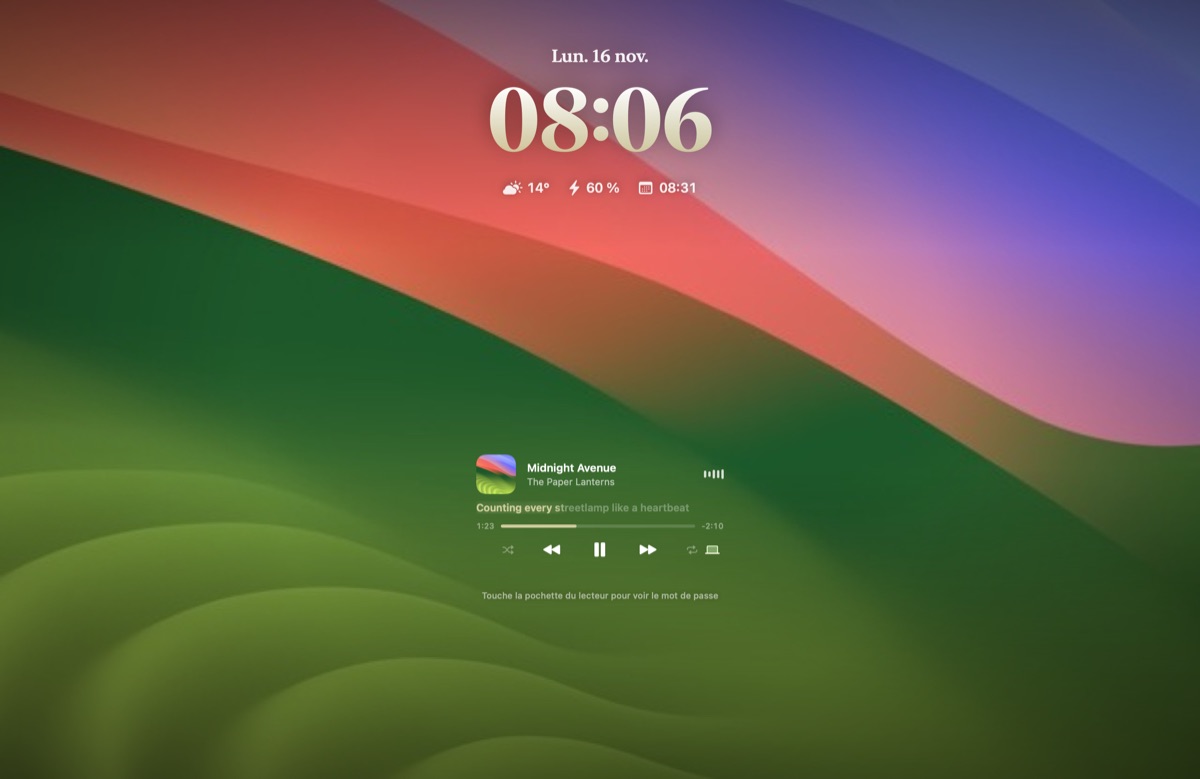 Lun. 16 nov.
08:06
14° 60 % 08:31
Midnight Avenue
The Paper Lanterns
Counting every streetlamp like a heartbeat
1:23 -2:10
Touche la pochette du lecteur pour voir le mot de passe